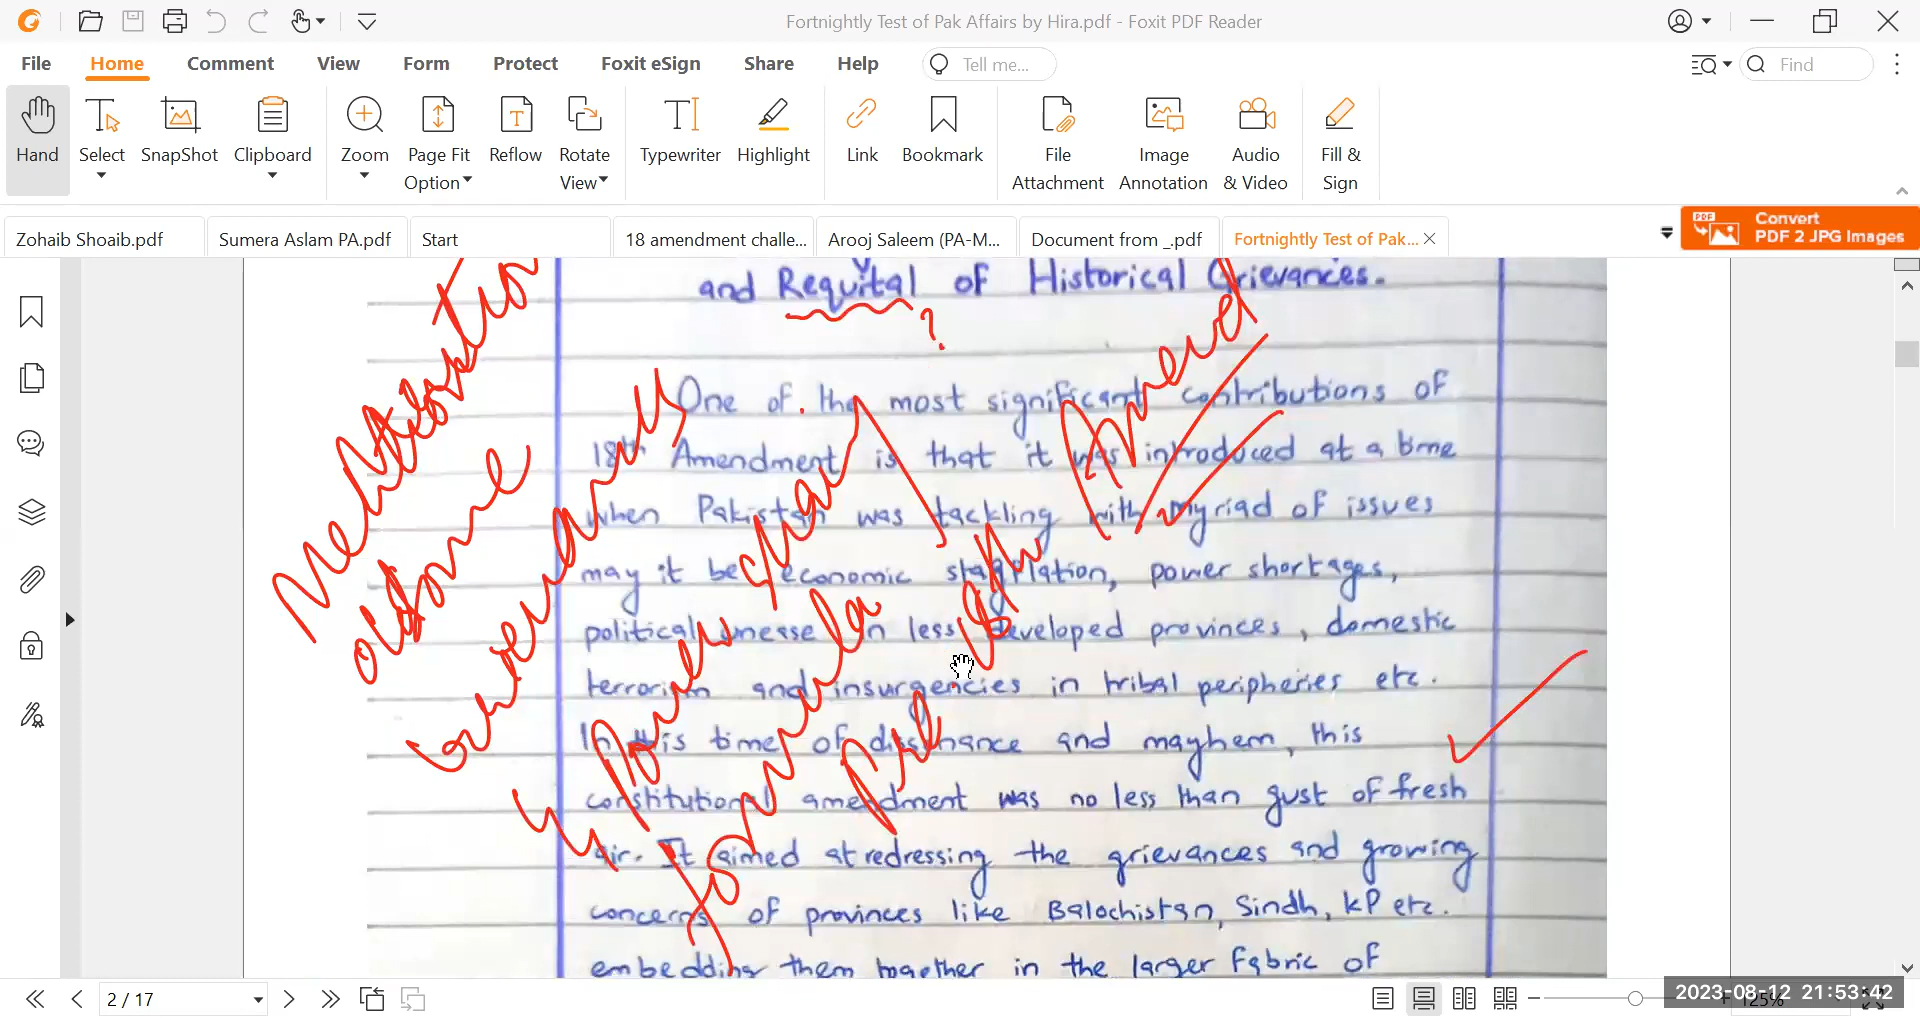 Fortnightly Test of Pak Affairs by Hira.pdf - Foxit PDF Reader
File Home Comment View Form Protect Foxit eSign Share Help Tell me... Find
Hand Select SnapShot Clipboard Zoom Page Fit Option Reflow Rotate View Typewriter Highlight Link Bookmark File Attachment Image Annotation Audio & Video Fill & Sign
Zohaib Shoaib.pdf Sumera Aslam PA.pdf Start 18 amendment challe... Arooj Saleem (PA-M... Document from _.pdf Fortnightly Test of Pak...
PDF Convert
PDF 2 JPG Images
and Requital of Historical Grievances.
?
One of the most significant contributions of
18th Amendment is that it was introduced at a time
when Pakistan was tackling with myriad of issues
may it be economic stagflation, power shortages,
political unesse in less developed provinces, domestic
terrorism and insurgencies in tribal peripheries etc.
In this time of dissonance and mayhem, this
constitutional amendment was no less than gust of fresh
air. It aimed at redressing the grievances and growing
concerns of provinces like Balochistan, Sindh, KP etc.
embedding them together in the larger fabric of
2 / 17
125%
2023-08-12 21:53:42